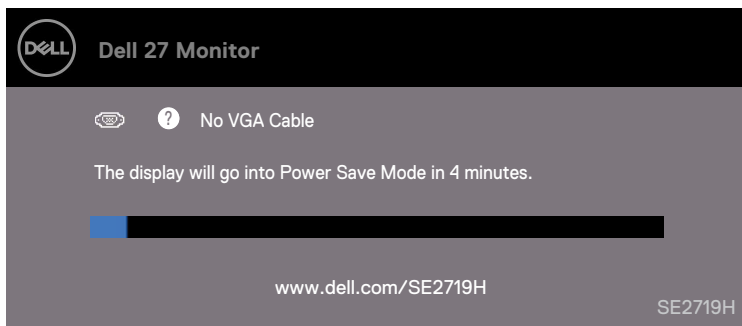 DELL
Dell 27 Monitor
? No VGA Cable
The display will go into Power Save Mode in 4 minutes.
www.dell.com/SE2719H
SE2719H